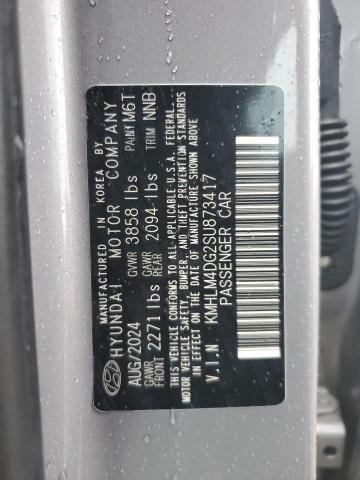 MANUFACTURED IN KOREA BY
HYUNDAI MOTOR COMPANY
AUG/2024 GVWR 3858 lbs PAINT M6T
GAWR FRONT 2271 lbs GAWR REAR 2094 lbs TRIM NNB
THIS VEHICLE CONFORMS TO ALL APPLICABLE U.S.A. FEDERAL
MOTOR VEHICLE SAFETY, BUMPER, AND THEFT PREVENTION STANDARDS
IN EFFECT ON THE DATE OF MANUFACTURE SHOWN ABOVE
V.I.N KMHLM4DG2SU873417
PASSENGER CAR